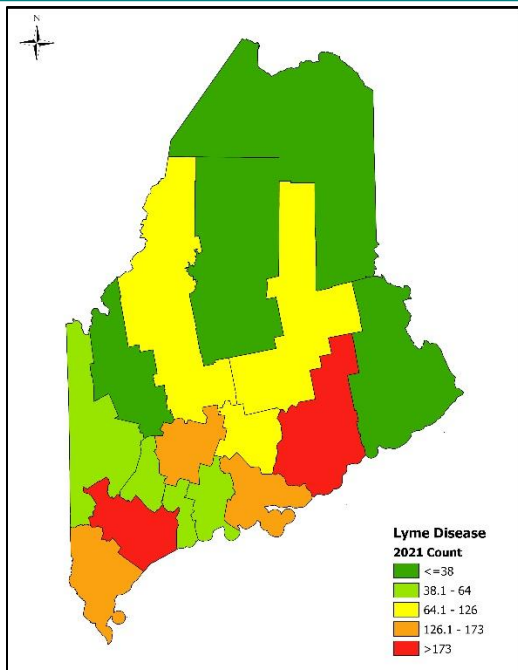 N
Lyme Disease
2021 Count
<=38
38.1 - 64
64.1 - 126
126.1 - 173
>173